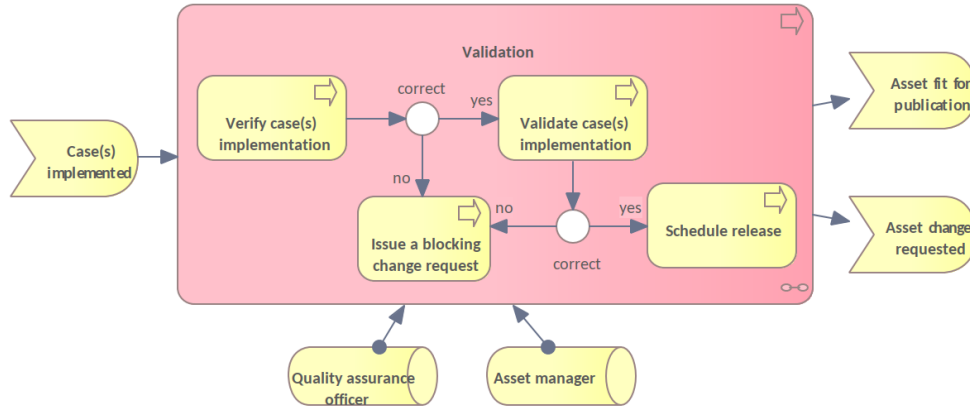 Validation
correct
yes
Verify case(s)
implementation
Validate case(s)
implementation
Asset fit for
publication
Case(s)
implemented
no
no
yes
Issue a blocking
change request
Schedule release
correct
Asset change
requested
Quality assurance
officer
Asset manager